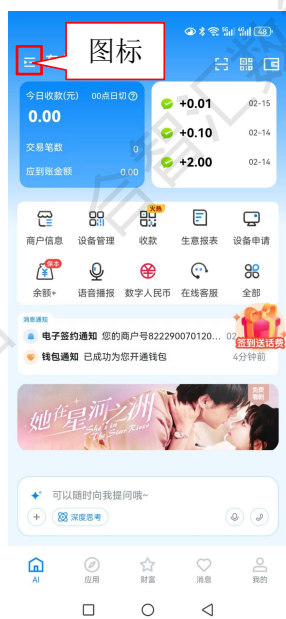 图标
48
今日收款(元) 00点日切
0.00
交易笔数 0
应到账金额 0.00
+0.01 02-15
+0.10 02-14
+2.00 02-14
火热
商户信息 设备管理 收款 生意报表 设备申请
保本
余额+ 语音播报 数字人民币 在线客服 全部
消息通知
电子签约通知 您的商户号822290070120... 02
钱包通知 已成功为您开通钱包 4分钟前
签到送话费
她在星河之洲
She's in The Star River
免费看剧
可以随时向我提问哦~
深度思考
AI 应用 财富 消息 我的